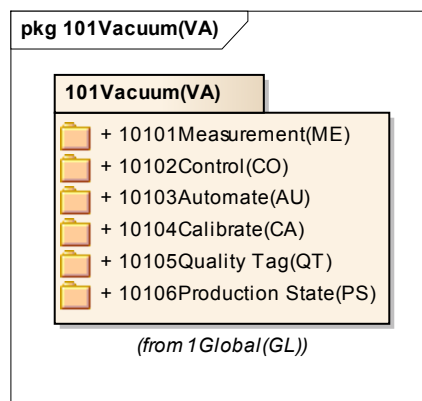 pkg 101Vacuum(VA)
101Vacuum(VA)
+ 10101Measurement(ME)
+ 10102Control(CO)
+ 10103Automate(AU)
+ 10104Calibrate(CA)
+ 10105Quality Tag(QT)
+ 10106Production State(PS)
(from 1Global(GL))